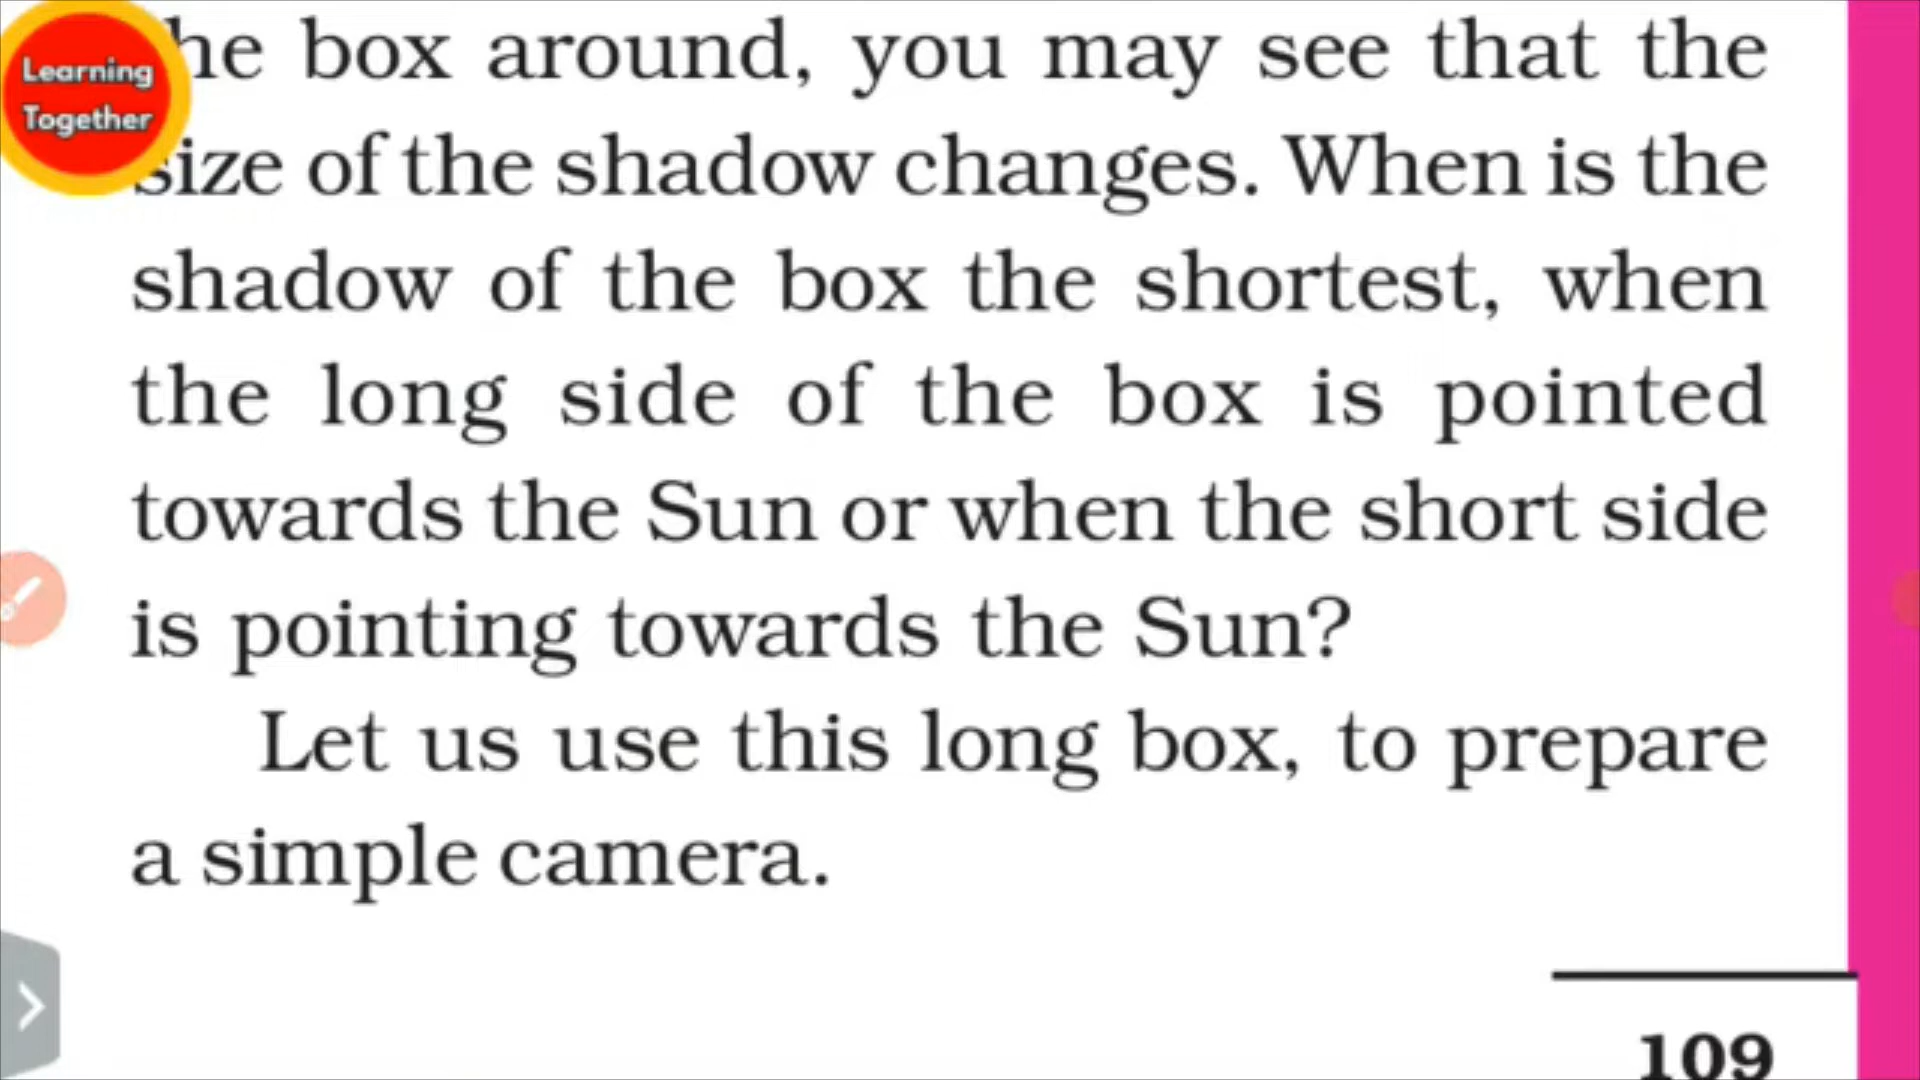 Learning
Together
he box around, you may see that the
size of the shadow changes. When is the
shadow of the box the shortest, when
the long side of the box is pointed
towards the Sun or when the short side
is pointing towards the Sun?
Let us use this long box, to prepare
a simple camera.
109